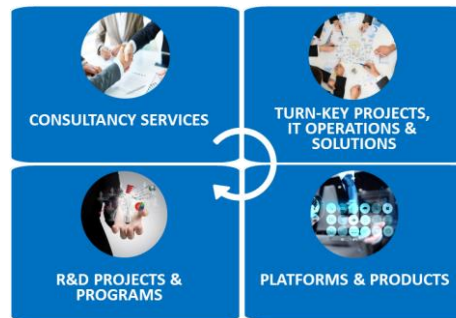 CONSULTANCY SERVICES
TURN-KEY PROJECTS,
IT OPERATIONS &
SOLUTIONS
R&D PROJECTS &
PROGRAMS
PLATFORMS & PRODUCTS